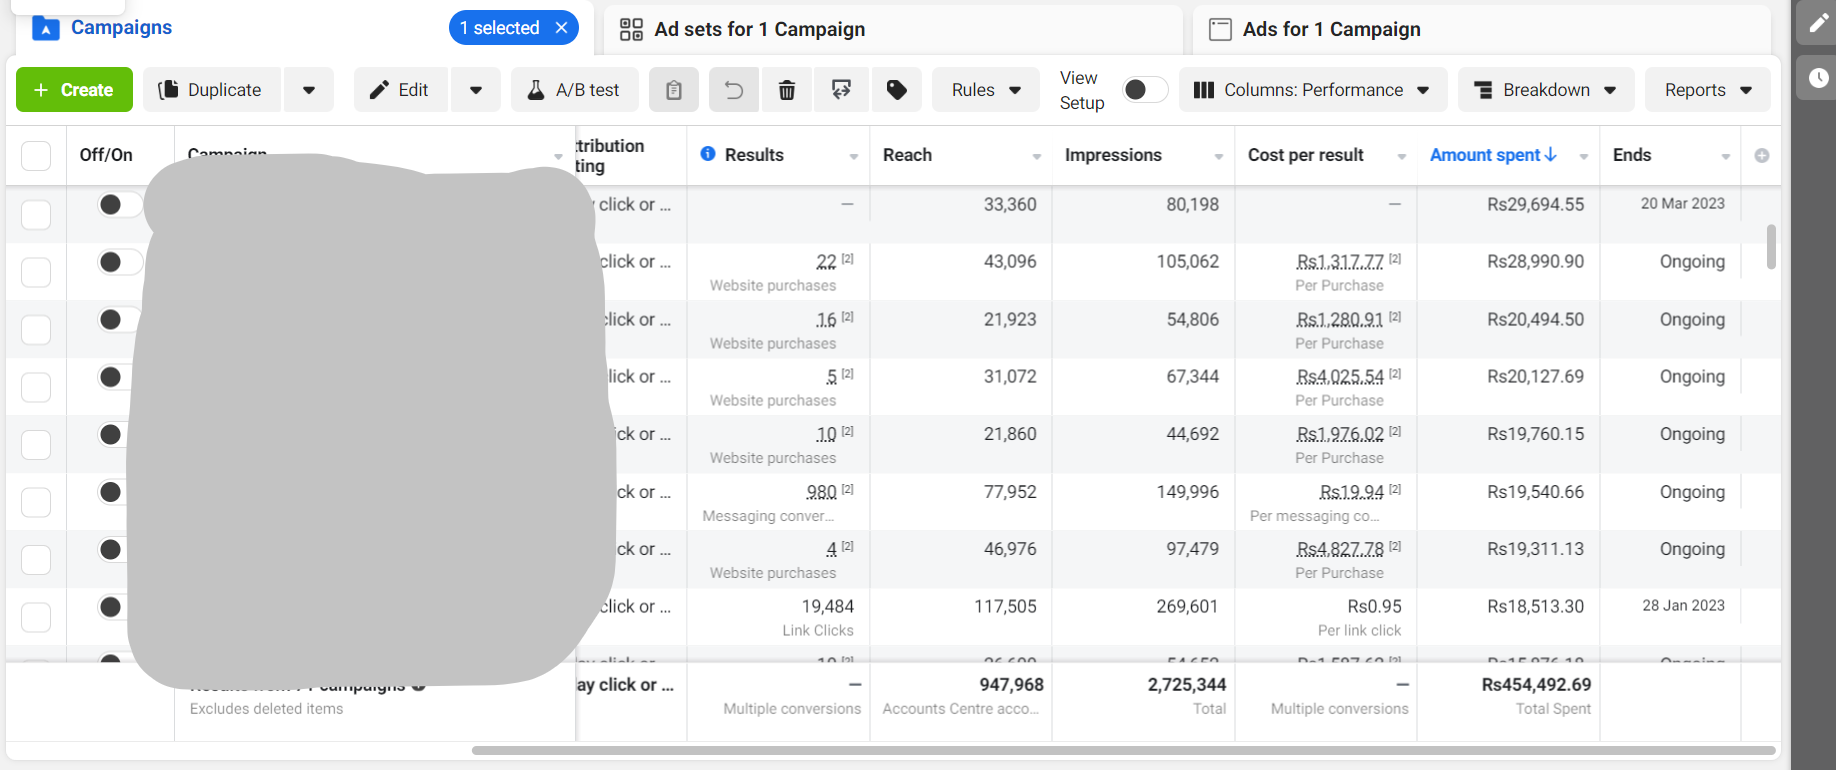 Campaigns
1 selected
Ad sets for 1 Campaign
Ads for 1 Campaign
+ Create
Duplicate
Edit
A/B test
Rules
View Setup
Columns: Performance
Breakdown
Reports
Off/On
Campaign
tribution
ting
Results
Reach
Impressions
Cost per result
Amount spent↓
Ends
click or ... — 33,360 80,198 — Rs29,694.55 20 Mar 2023
click or ... 22 [2] 43,096 105,062 Rs1,317.77 [2] Rs28,990.90 Ongoing
Website purchases Per Purchase
click or ... 16 [2] 21,923 54,806 Rs1,280.91 [2] Rs20,494.50 Ongoing
Website purchases Per Purchase
lick or ... 5 [2] 31,072 67,344 Rs4,025.54 [2] Rs20,127.69 Ongoing
Website purchases Per Purchase
ick or ... 10 [2] 21,860 44,692 Rs1,976.02 [2] Rs19,760.15 Ongoing
Website purchases Per Purchase
ck or ... 980 [2] 77,952 149,996 Rs19.94 [2] Rs19,540.66 Ongoing
Messaging conver... Per messaging co...
ck or ... 4 [2] 46,976 97,479 Rs4,827.78 [2] Rs19,311.13 Ongoing
Website purchases Per Purchase
click or ... 19,484 117,505 269,601 Rs0.95 Rs18,513.30 28 Jan 2023
Link Clicks Per link click
campaigns ay click or ... — 947,968 2,725,344 — Rs454,492.69
Excludes deleted items Multiple conversions Accounts Centre acco... Total Multiple conversions Total Spent